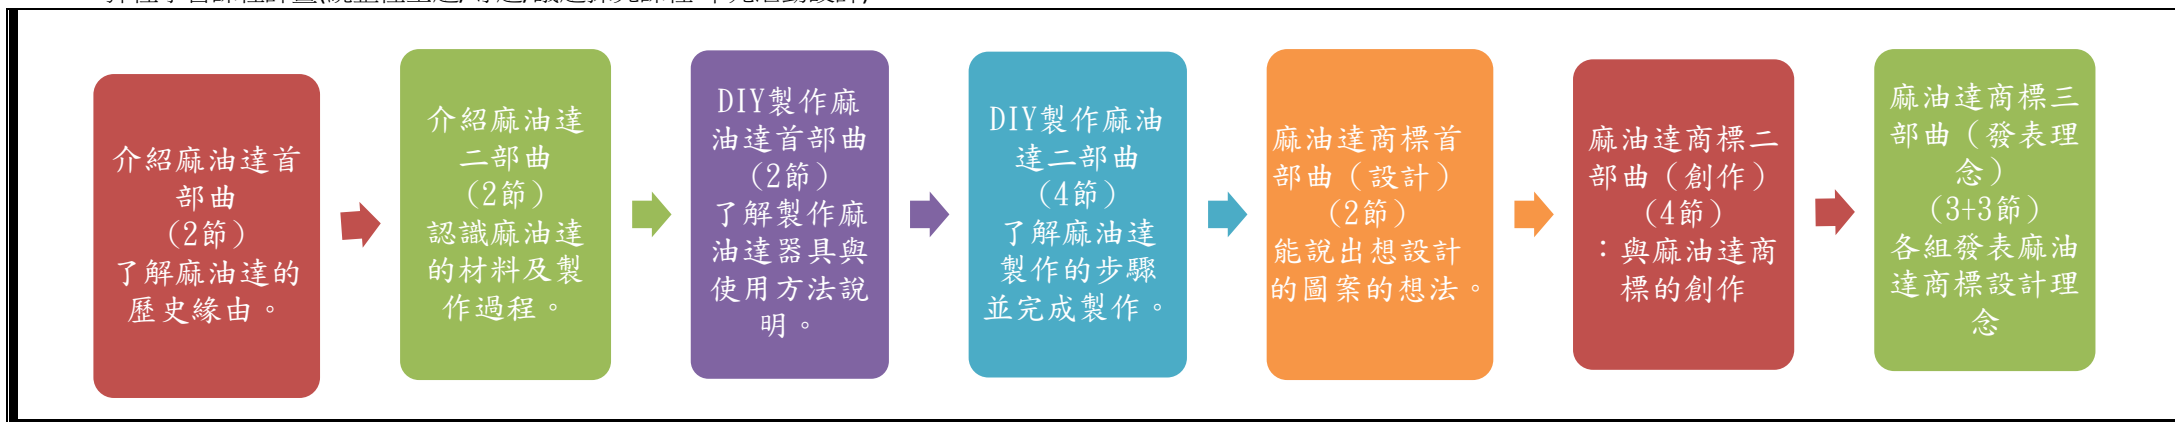 介紹麻油達首
部曲
（2節）
了解麻油達的
歷史緣由。
介紹麻油達
二部曲
（2節）
認識麻油達
的材料及製
作過程。
DIY製作麻
油達首部曲
（2節）
了解製作麻
油達器具與
使用方法說
明。
DIY製作麻油
達二部曲
（4節）
了解麻油達
製作的步驟
並完成製作。
麻油達商標首
部曲（設計）
（2節）
能說出想設計
的圖案的想法。
麻油達商標二
部曲（創作）
（4節）
：與麻油達商
標的創作
麻油達商標三
部曲（發表理
念）
（3+3節）
各組發表麻油
達商標設計理
念